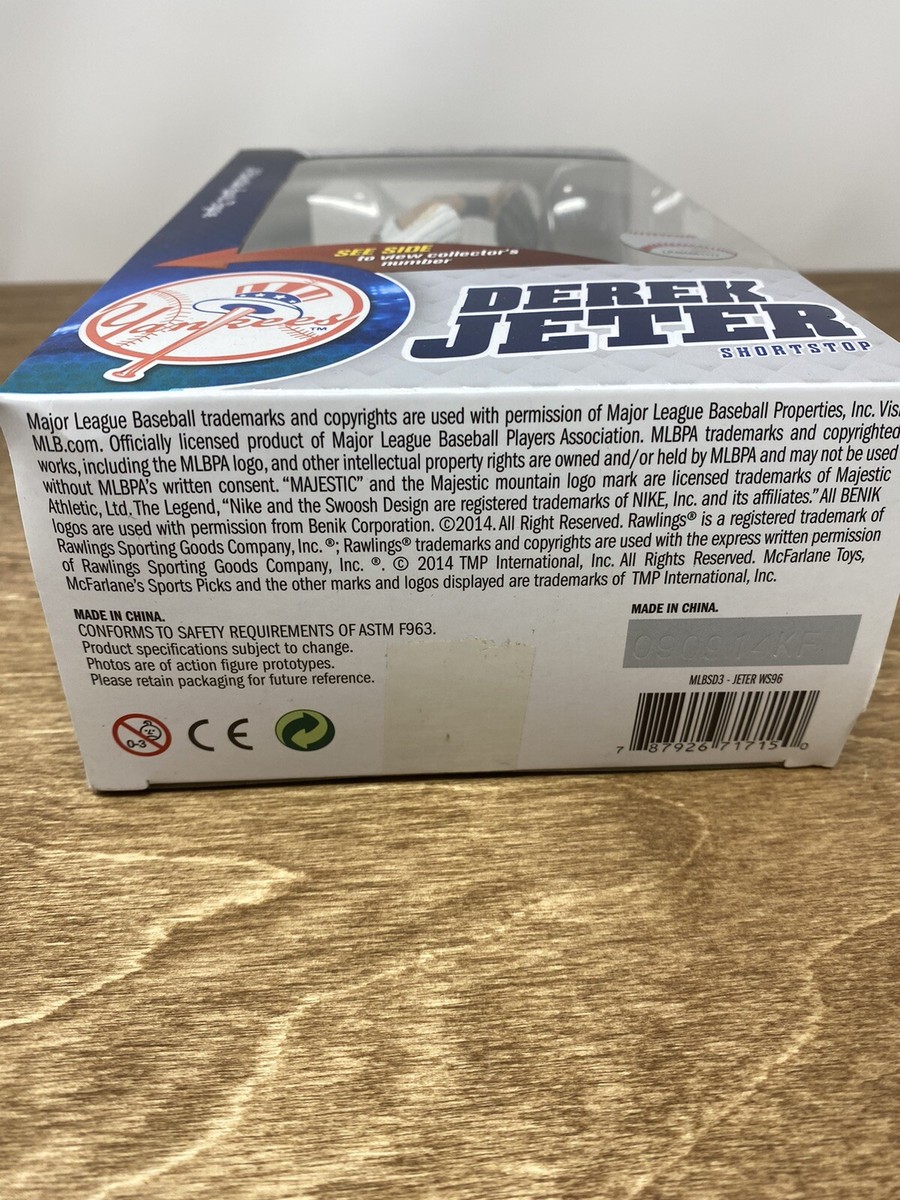 SEE SIDE
to view collector's
number
Yankees TM
DEREK
JETER
SHORTSTOP
Major League Baseball trademarks and copyrights are used with permission of Major League Baseball Properties, Inc. Vis
MLB.com. Officially licensed product of Major League Baseball Players Association. MLBPA trademarks and copyrighted
works, including the MLBPA logo, and other intellectual property rights are owned and/or held by MLBPA and may not be used
without MLBPA's written consent. “MAJESTIC” and the Majestic mountain logo mark are licensed trademarks of Majestic
Athletic, Ltd. The Legend, “Nike and the Swoosh Design are registered trademarks of NIKE, Inc. and its affiliates.” All BENIK
logos are used with permission from Benik Corporation. ©2014. All Right Reserved. Rawlings® is a registered trademark of
Rawlings Sporting Goods Company, Inc. ®; Rawlings® trademarks and copyrights are used with the express written permission
of Rawlings Sporting Goods Company, Inc. ®. © 2014 TMP International, Inc. All Rights Reserved. McFarlane Toys,
McFarlane's Sports Picks and the other marks and logos displayed are trademarks of TMP International, Inc.
MADE IN CHINA.
CONFORMS TO SAFETY REQUIREMENTS OF ASTM F963.
Product specifications subject to change.
Photos are of action figure prototypes.
Please retain packaging for future reference.
0-3 CE
MADE IN CHINA.
MLBSD3 - JETER WS96
7 87926 71715 0